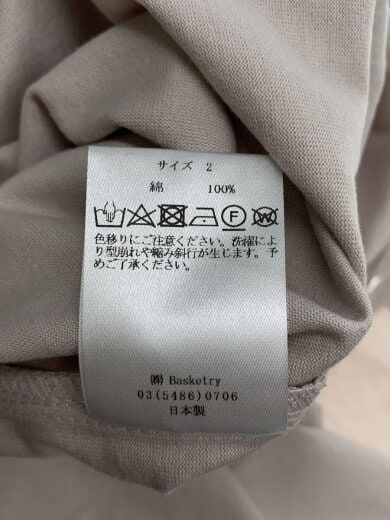 サイズ 2
綿 100%
F W
色移りにご注意ください。洗濯によ
り型崩れや縮み斜行が生じます。予
めご了承ください。
㈱ Basketry
03(5486)0706
日本製